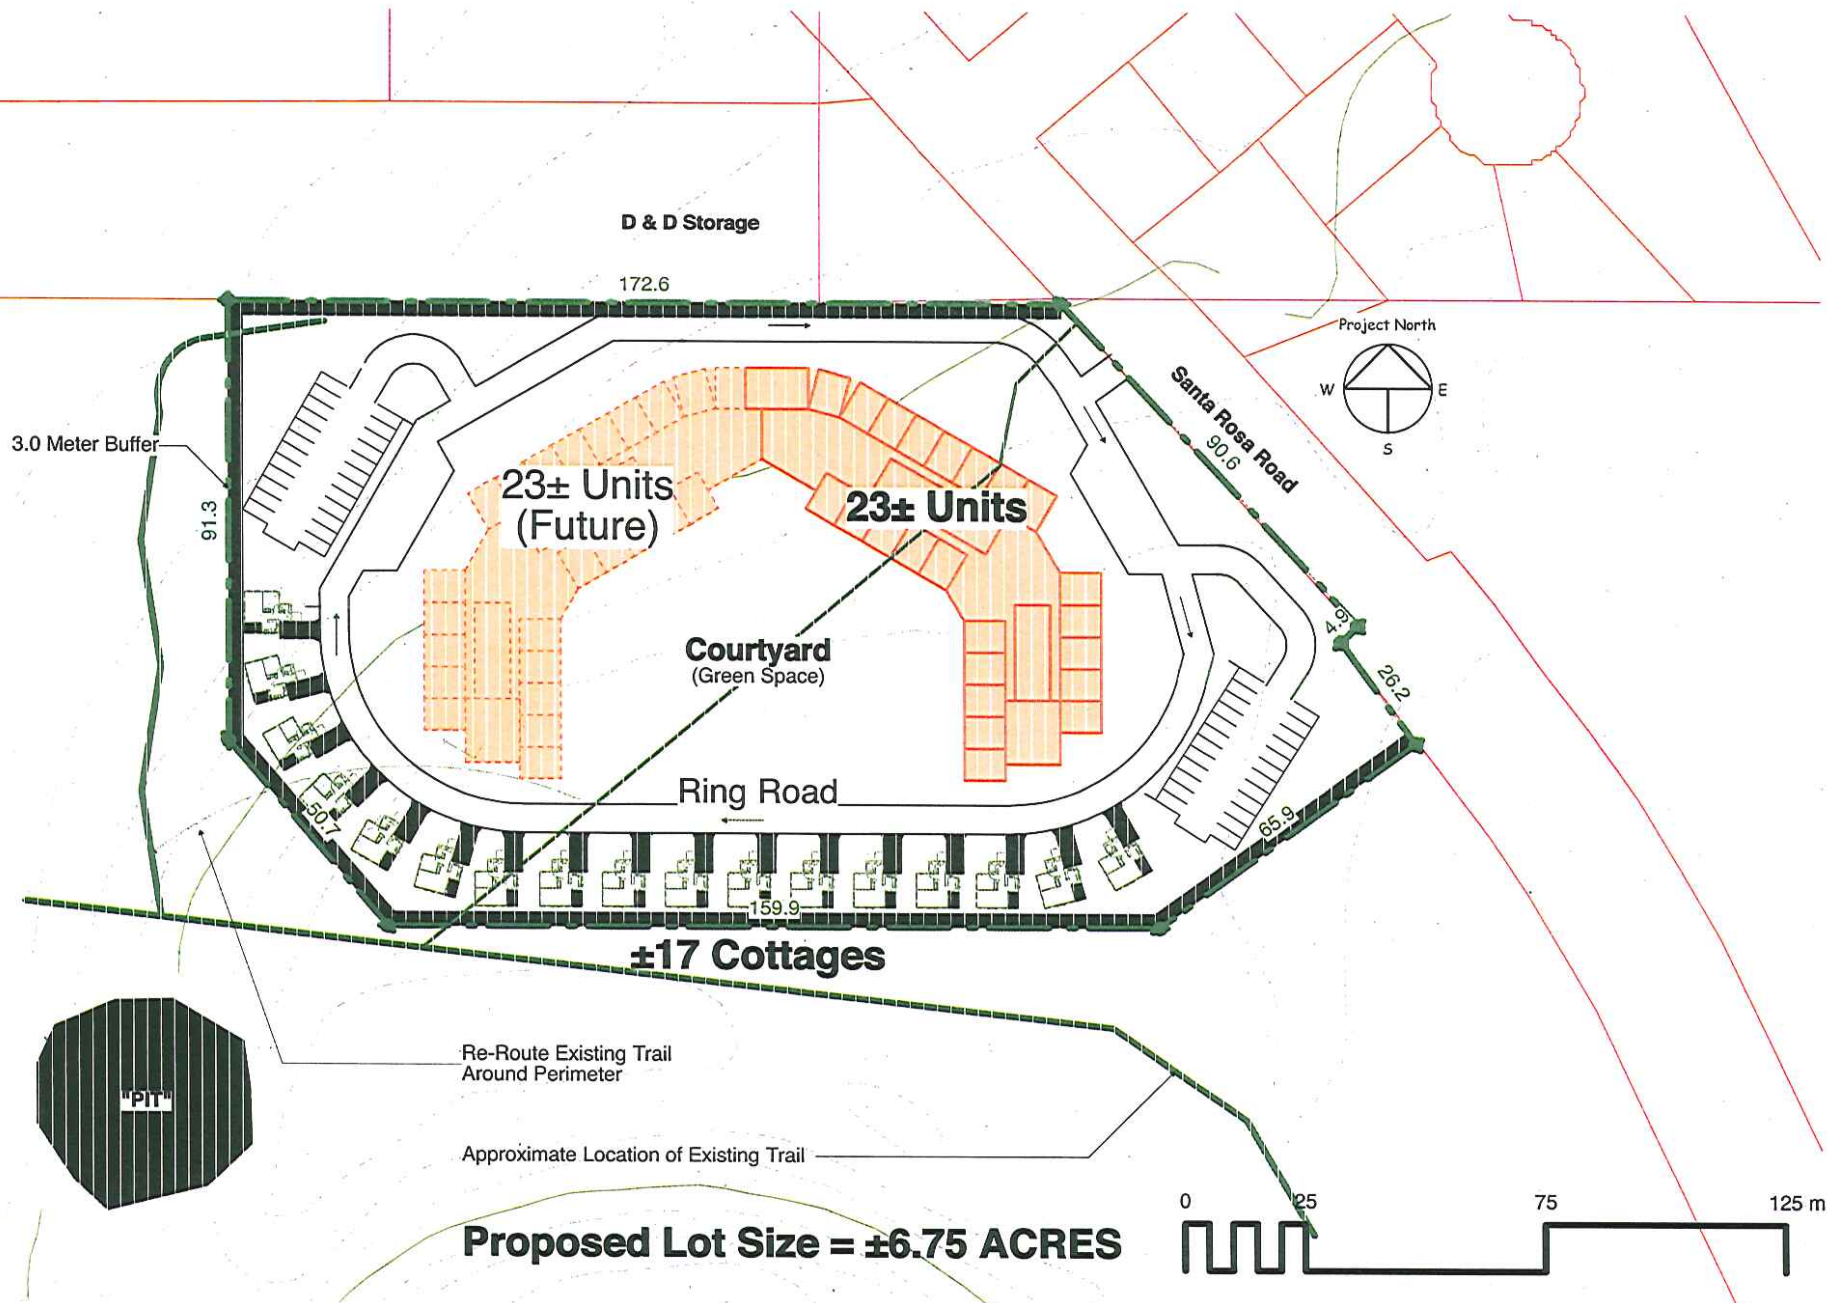 D & D Storage
172.6
Project North
W
E
S
Santa Rosa Road
90.6
3.0 Meter Buffer
91.3
23± Units
(Future)
23± Units
4.9
26.2
Courtyard
(Green Space)
Ring Road
50.7
65.9
159.9
±17 Cottages
"PIT"
Re-Route Existing Trail
Around Perimeter
Approximate Location of Existing Trail
0
25
75
125 m
Proposed Lot Size = ±6.75 ACRES